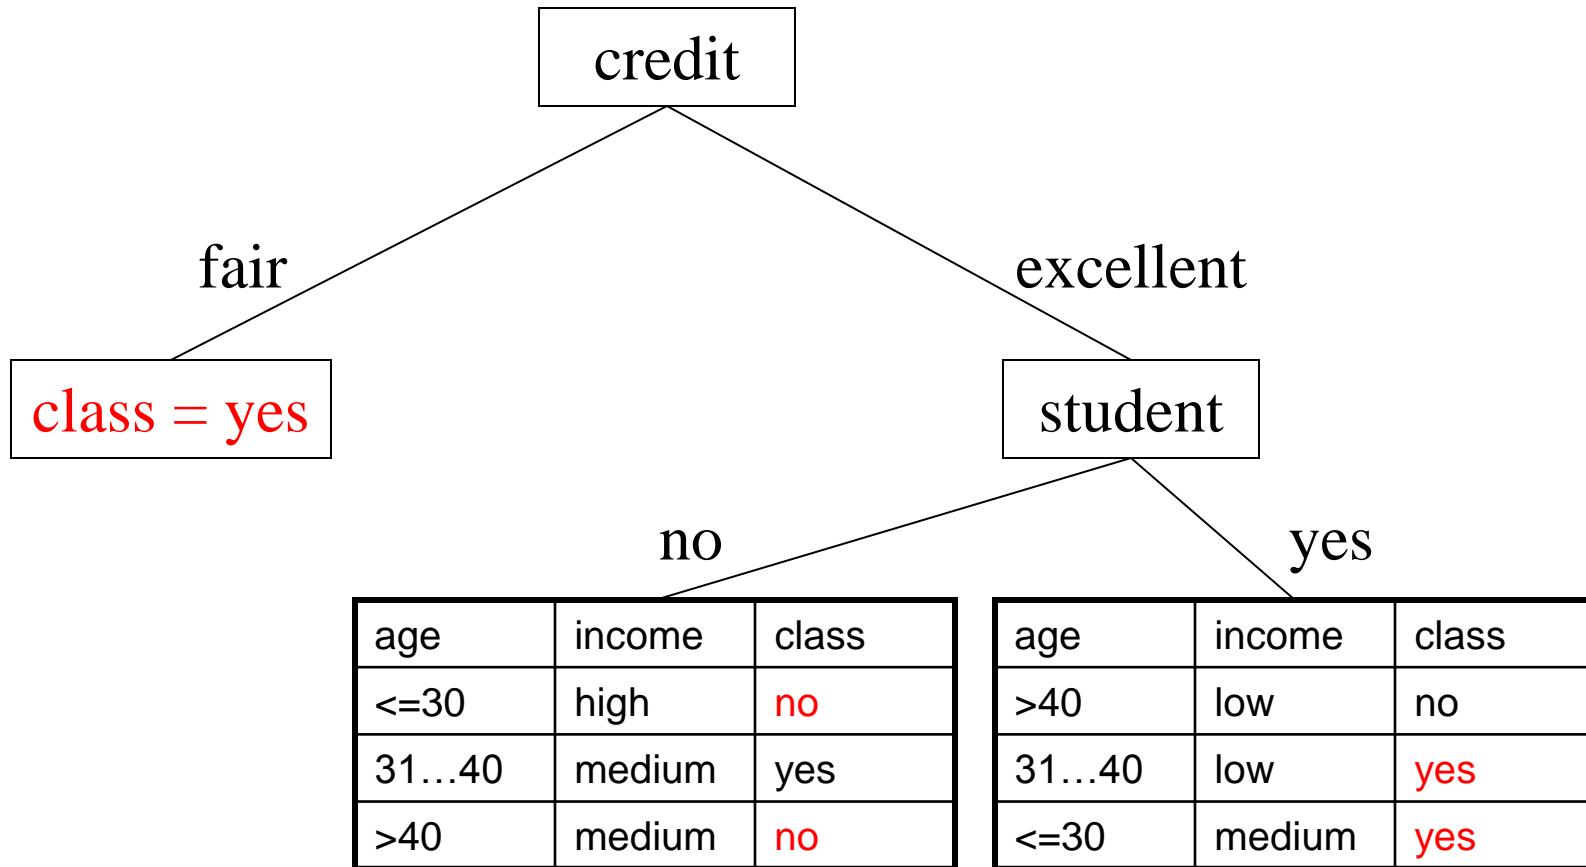 credit
fair
excellent
class = yes
student
no
yes
age income class
<=30 high no
31…40 medium yes
>40 medium no
age income class
>40 low no
31…40 low yes
<=30 medium yes